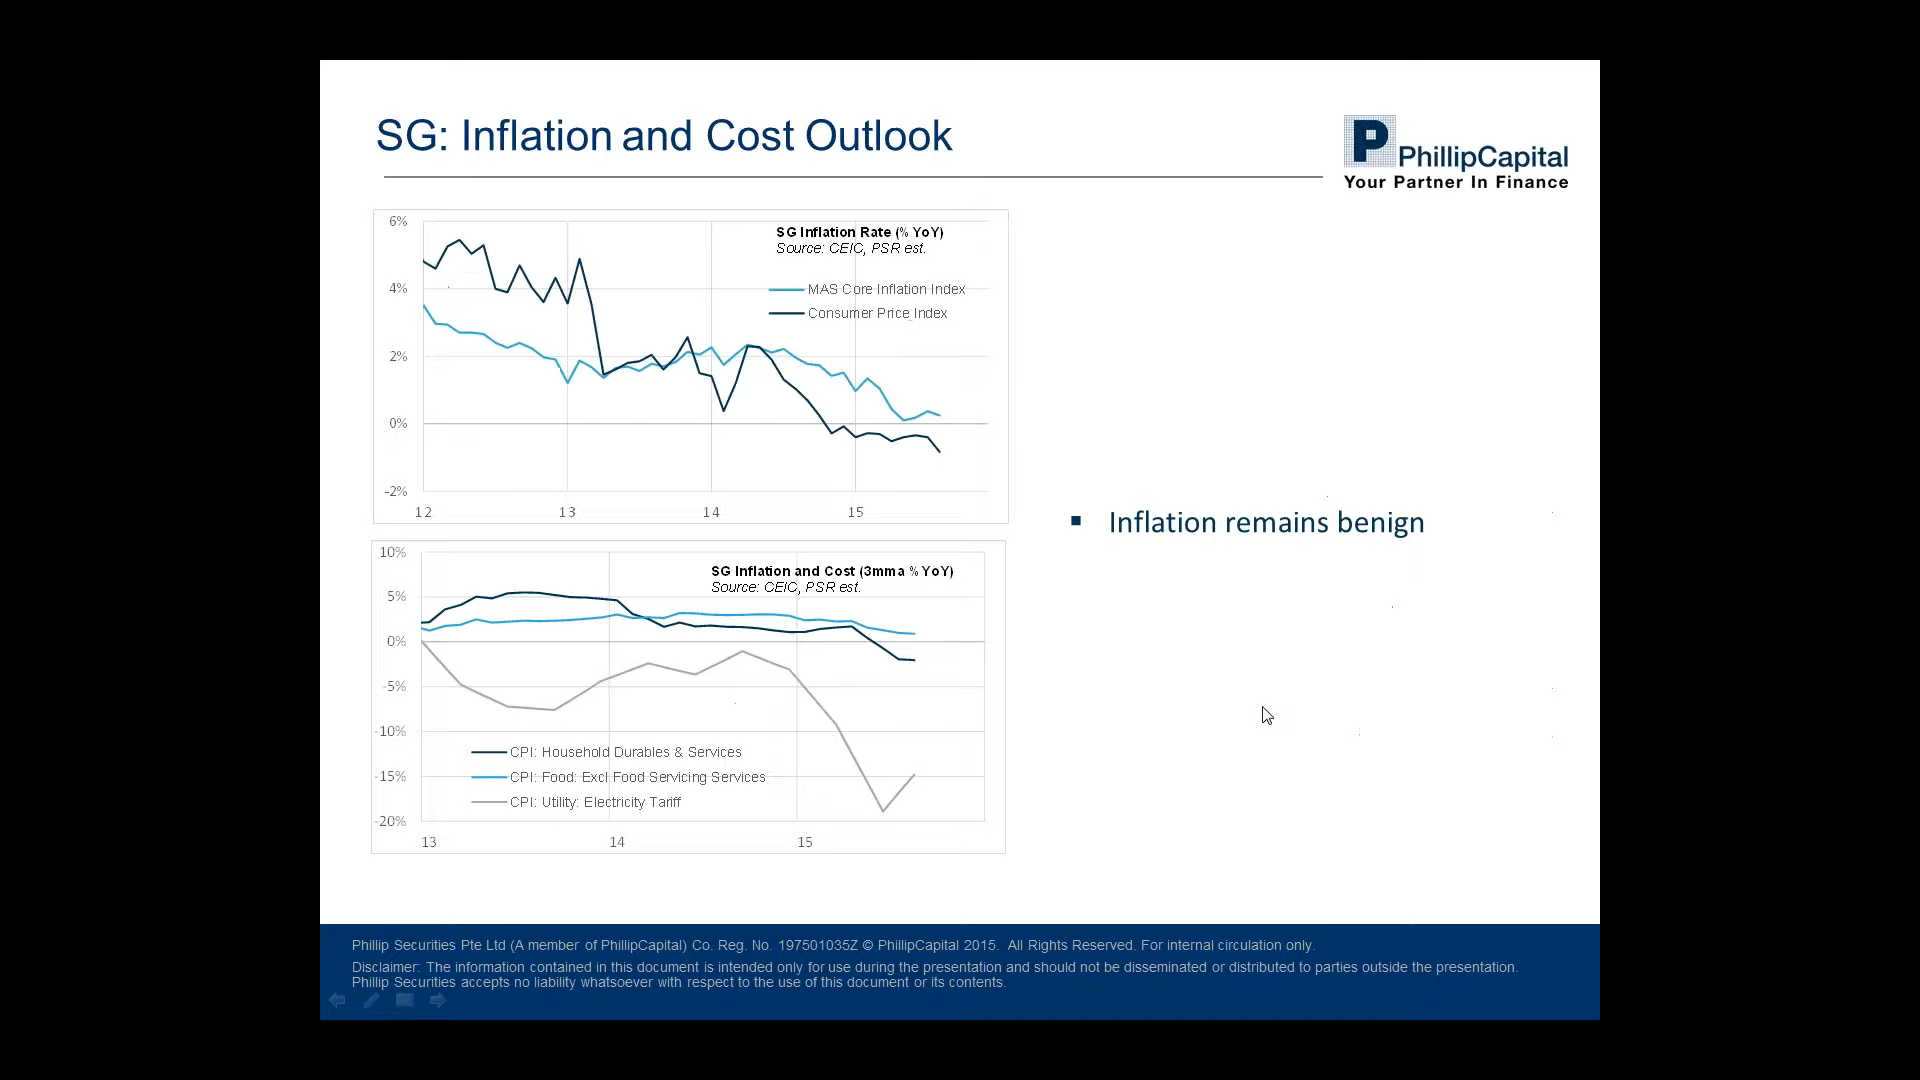 SG: Inflation and Cost Outlook
P
PhillipCapital
Your Partner In Finance
6%
4%
2%
0%
-2%
SG Inflation Rate (% YoY)
Source: CEIC, PSR est.
MAS Core Inflation Index
Consumer Price Index
12 13 14 15
10%
5%
0%
-5%
-10%
-15%
-20%
SG Inflation and Cost (3mma % YoY)
Source: CEIC, PSR est.
CPI: Household Durables & Services
CPI: Food: Excl Food Servicing Services
CPI: Utility: Electricity Tariff
13 14 15
Inflation remains benign
Phillip Securities Pte Ltd (A member of PhillipCapital) Co. Reg. No. 197501035Z © PhillipCapital 2015. All Rights Reserved. For internal circulation only.
Disclaimer: The information contained in this document is intended only for use during the presentation and should not be disseminated or distributed to parties outside the presentation.
Phillip Securities accepts no liability whatsoever with respect to the use of this document or its contents.